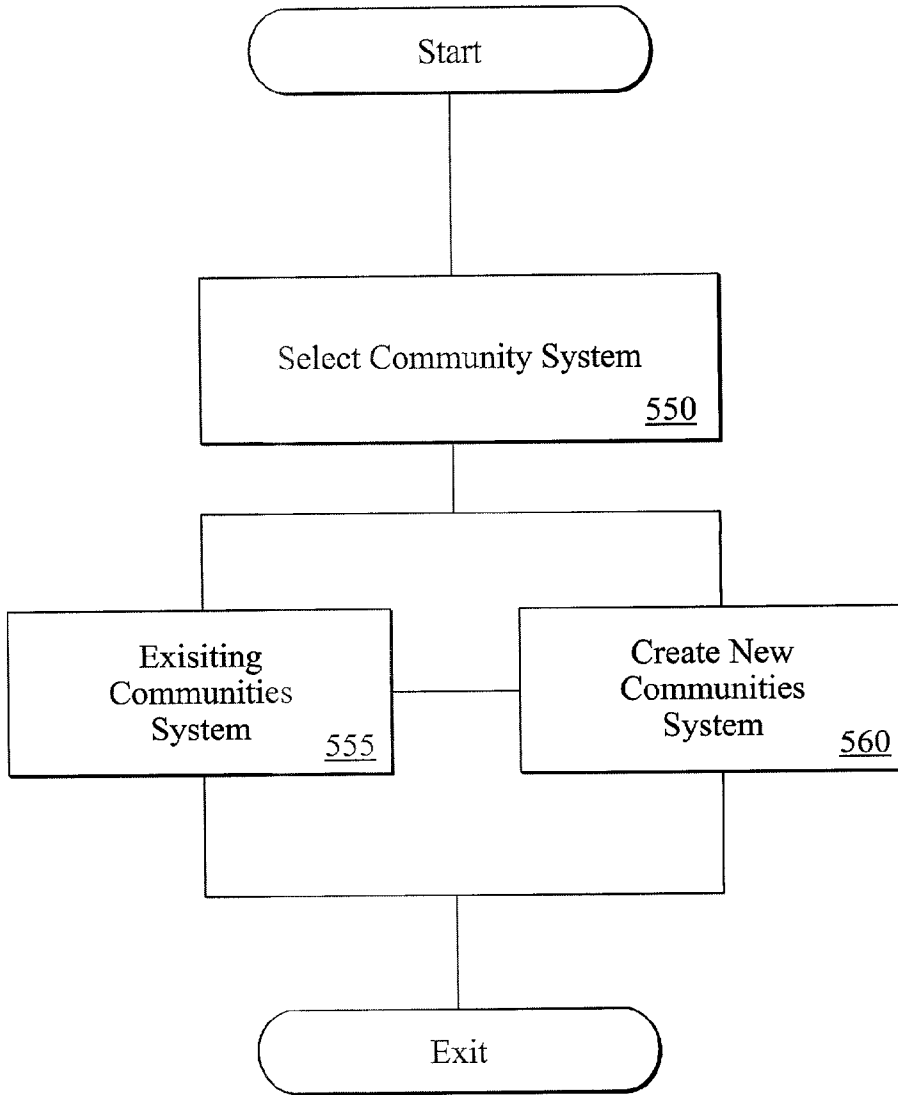 Start
Select Community System
550
Exisiting
Communities
System
555
Create New
Communities
System
560
Exit